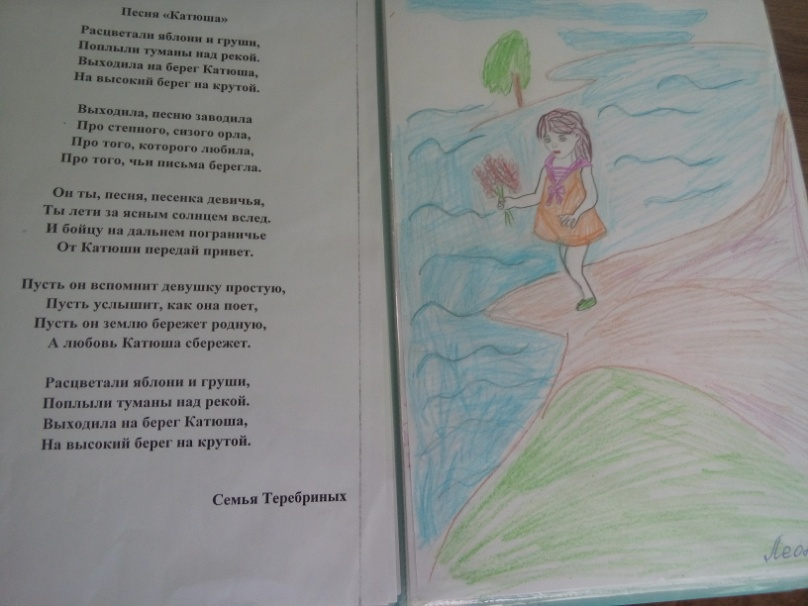 Песня «Катюша»
Расцветали яблони и груши,
Поплыли туманы над рекой.
Выходила на берег Катюша,
На высокий берег на крутой.
Выходила, песню заводила
Про степного, сизого орла,
Про того, которого любила,
Про того, чьи письма берегла.
Он ты, песня, песенка девичья,
Ты лети за ясным солнцем вслед.
И бойцу на дальнем пограничье
От Катюши передай привет.
Пусть он вспомнит девушку простую,
Пусть услышит, как она поет,
Пусть он землю бережет родную,
А любовь Катюша сбережет.
Расцветали яблони и груши,
Поплыли туманы над рекой.
Выходила на берег Катюша,
На высокий берег на крутой.
Семья Теребриных